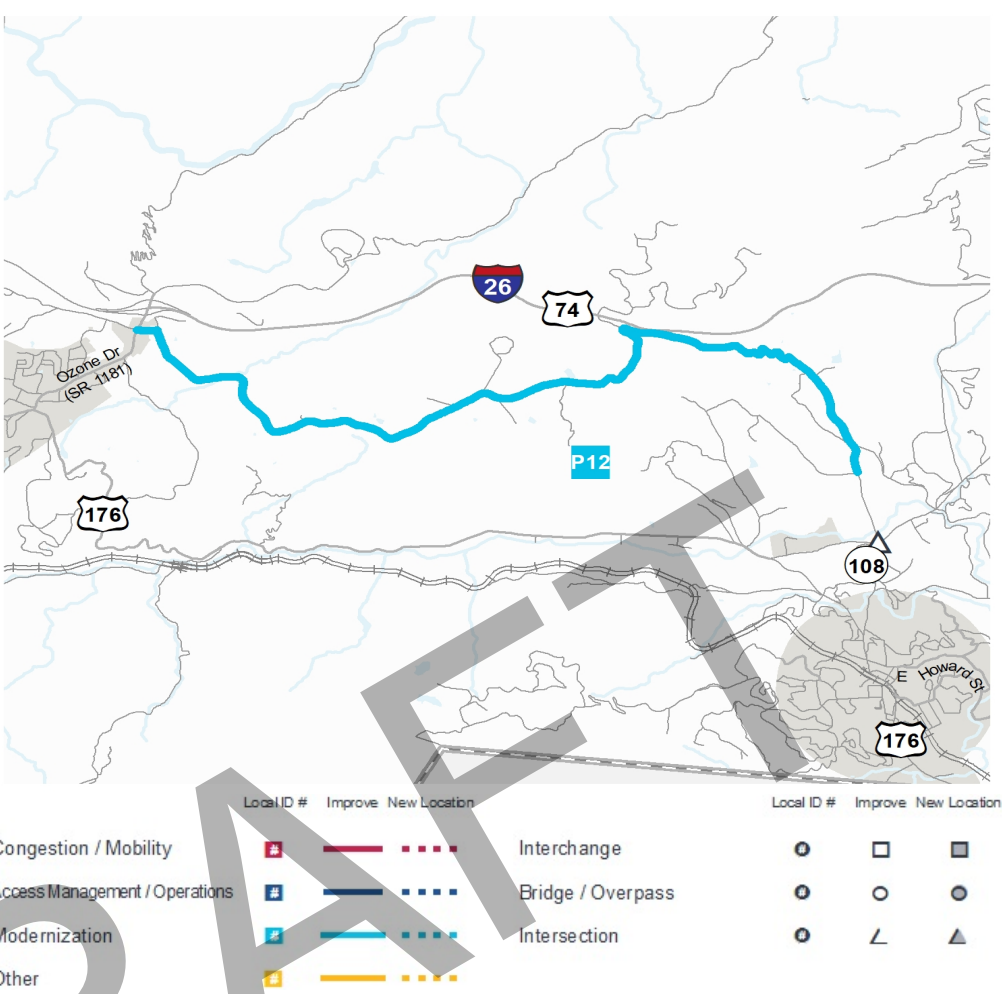 26
74
Ozone Dr
(SR 1181)
P12
176
108
E Howard St
176
DRAFT
Local ID # Improve New Location
Local ID # Improve New Location
Congestion / Mobility #
Interchange #
Access Management / Operations #
Bridge / Overpass #
Modernization #
Intersection #
Other #